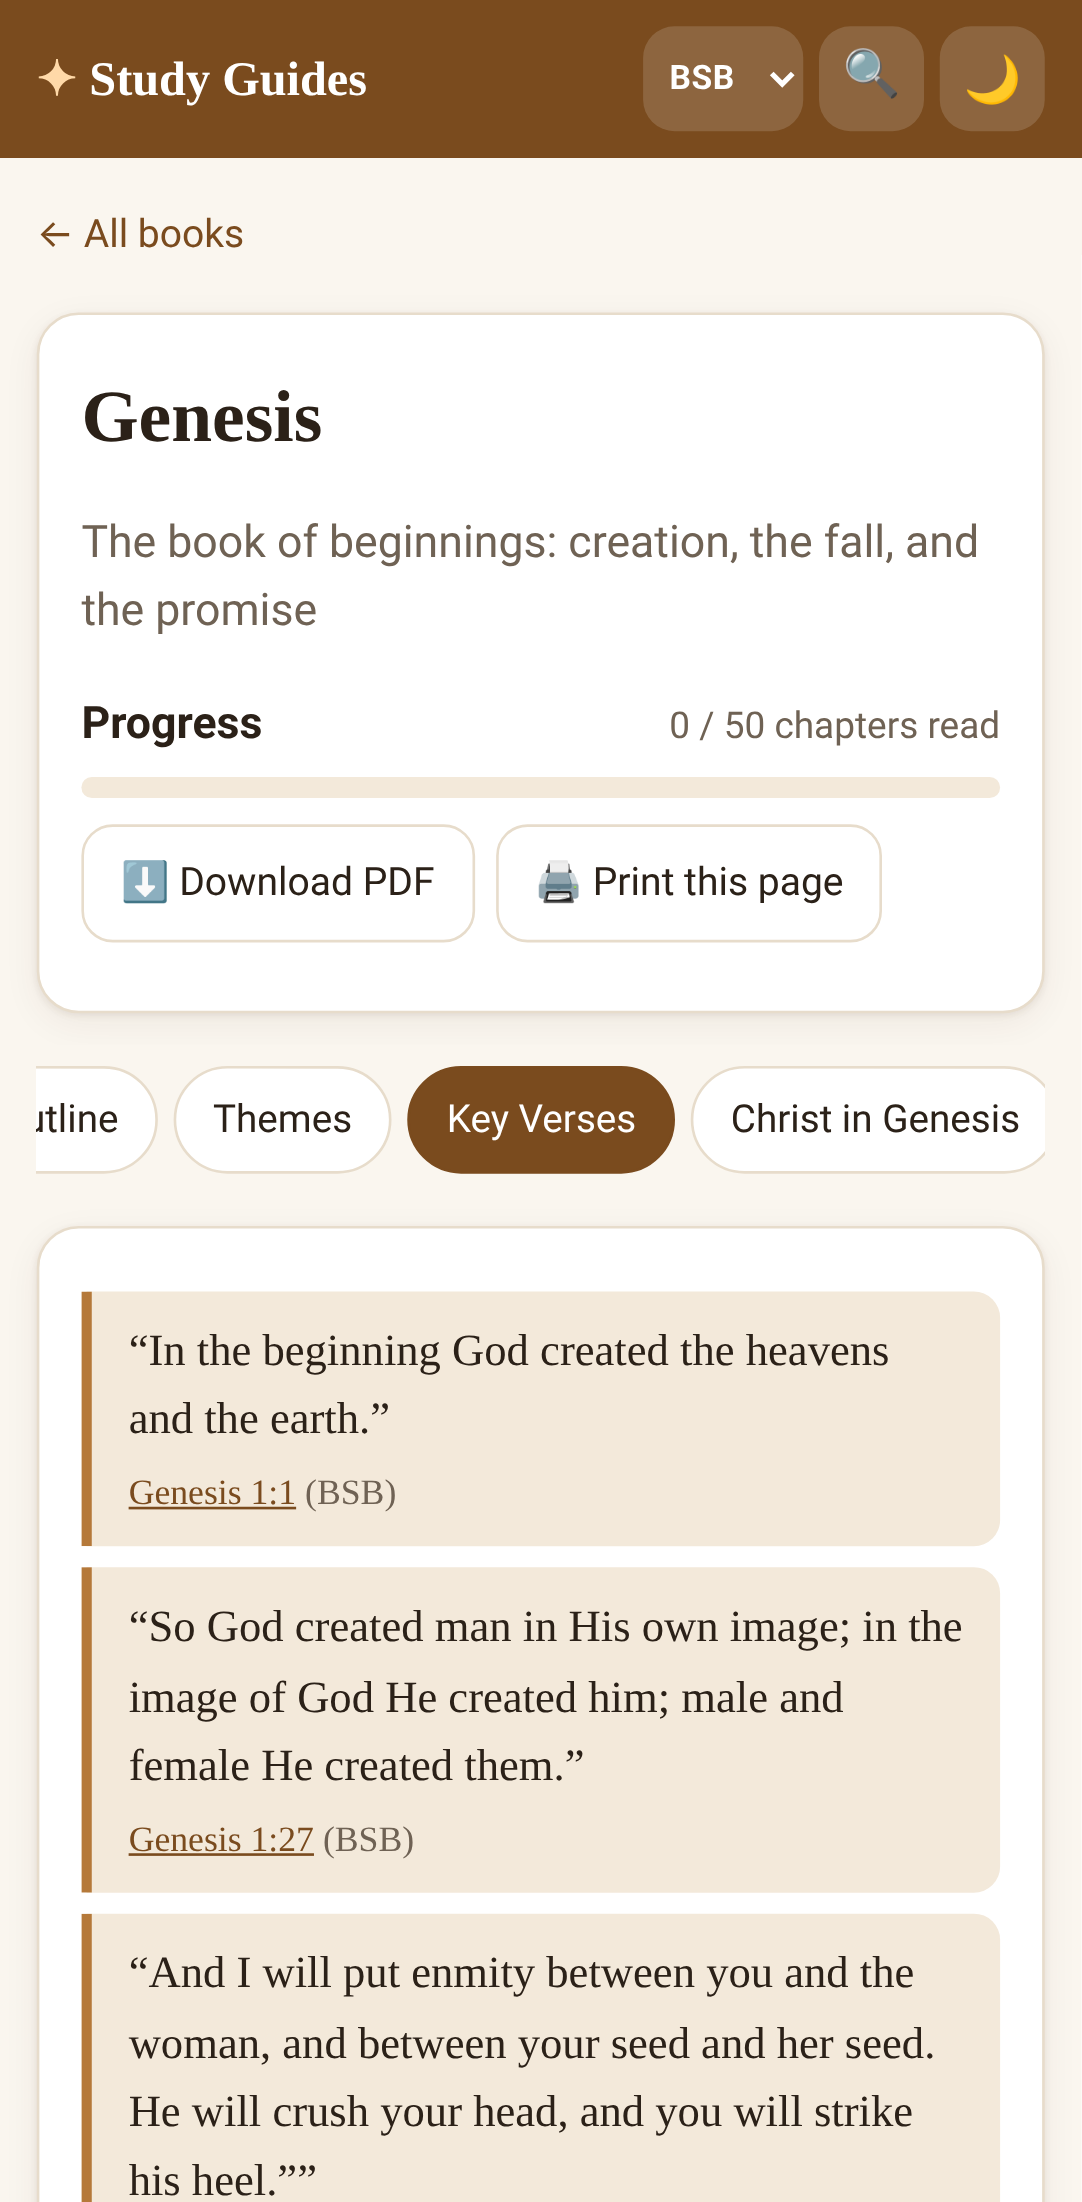 Study Guides
BSB
← All books
Genesis
The book of beginnings: creation, the fall, and
the promise
Progress
0 / 50 chapters read
Download PDF
Print this page
utline
Themes
Key Verses
Christ in Genesis
“In the beginning God created the heavens
and the earth.”
Genesis 1:1 (BSB)
“So God created man in His own image; in the
image of God He created him; male and
female He created them.”
Genesis 1:27 (BSB)
“And I will put enmity between you and the
woman, and between your seed and her seed.
He will crush your head, and you will strike
his heel.””